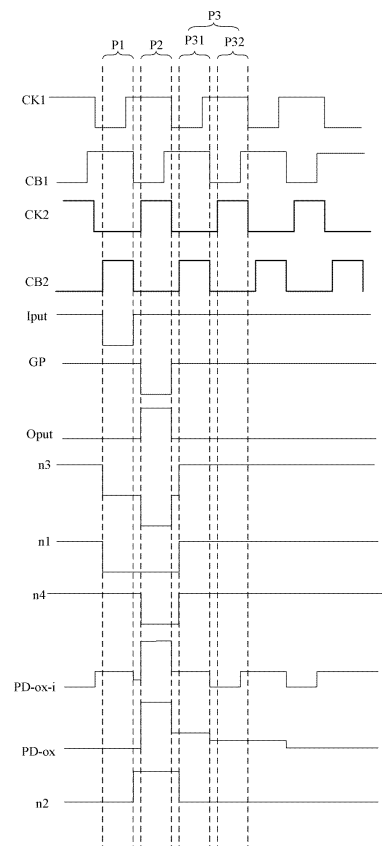 P3
P1 P2 P31 P32
CK1
CB1
CK2
CB2
Iput
GP
Oput
n3
n1
n4
PD-ox-i
PD-ox
n2